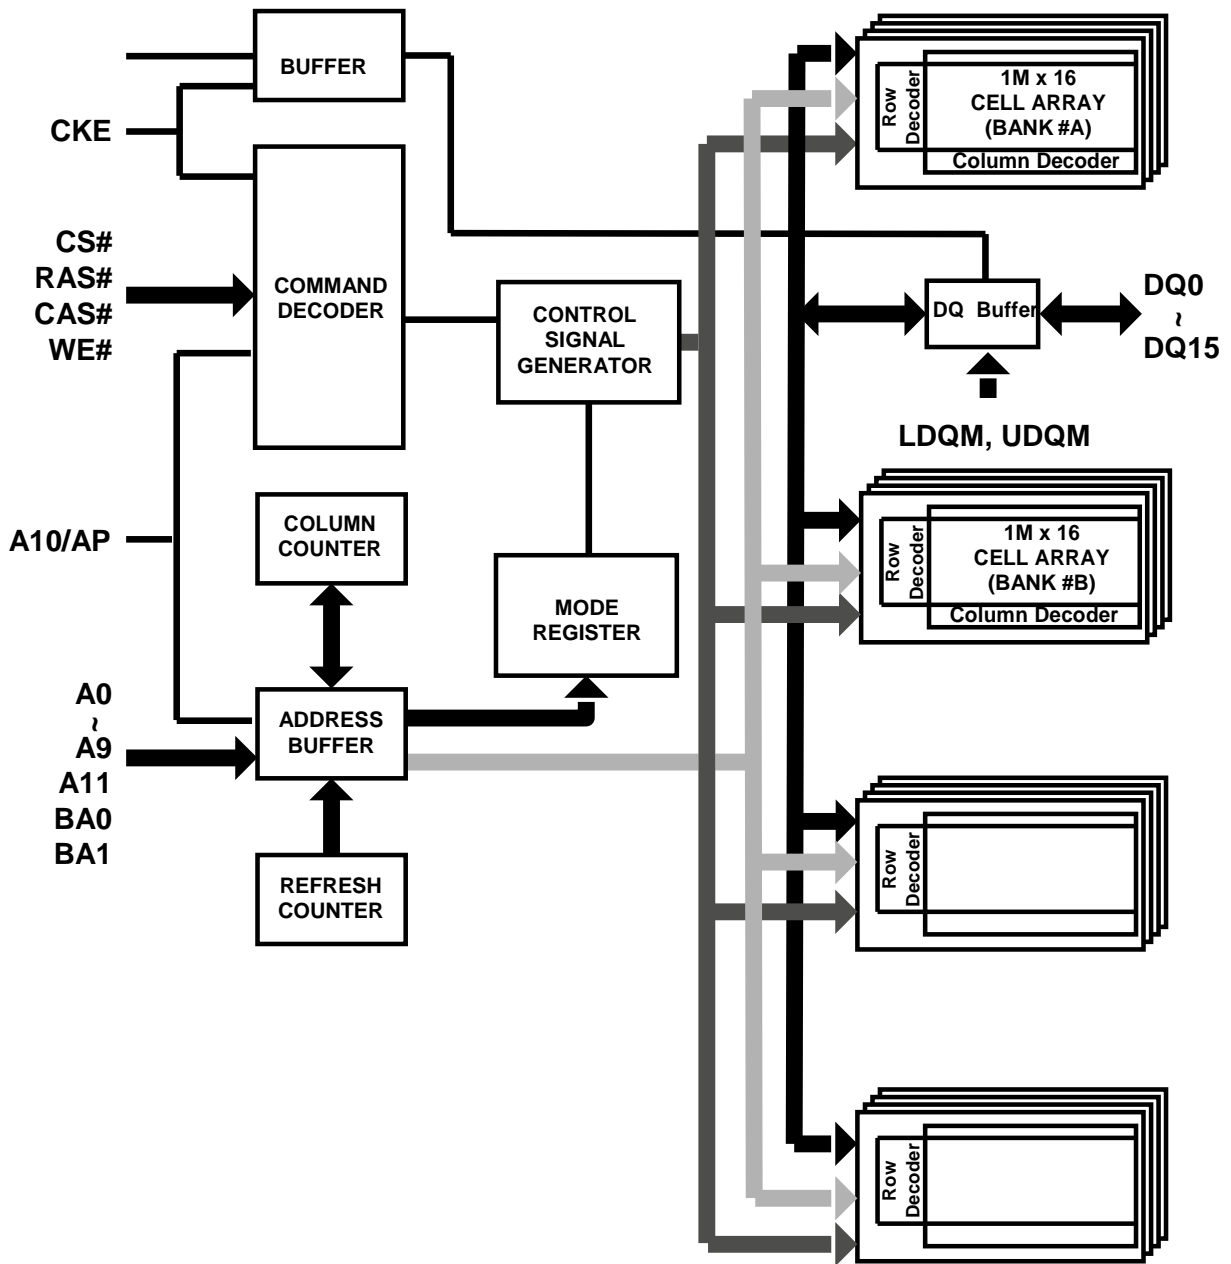 BUFFER
CKE
CS#
RAS#
CAS#
WE#
COMMAND
DECODER
CONTROL
SIGNAL
GENERATOR
A10/AP
COLUMN
COUNTER
MODE
REGISTER
A0
~
A9
A11
BA0
BA1
ADDRESS
BUFFER
REFRESH
COUNTER
Row
Decoder
1M x 16
CELL ARRAY
(BANK #A)
Column Decoder
DQ Buffer
DQ0
~
DQ15
LDQM, UDQM
Row
Decoder
1M x 16
CELL ARRAY
(BANK #B)
Column Decoder
Row
Decoder
Row
Decoder